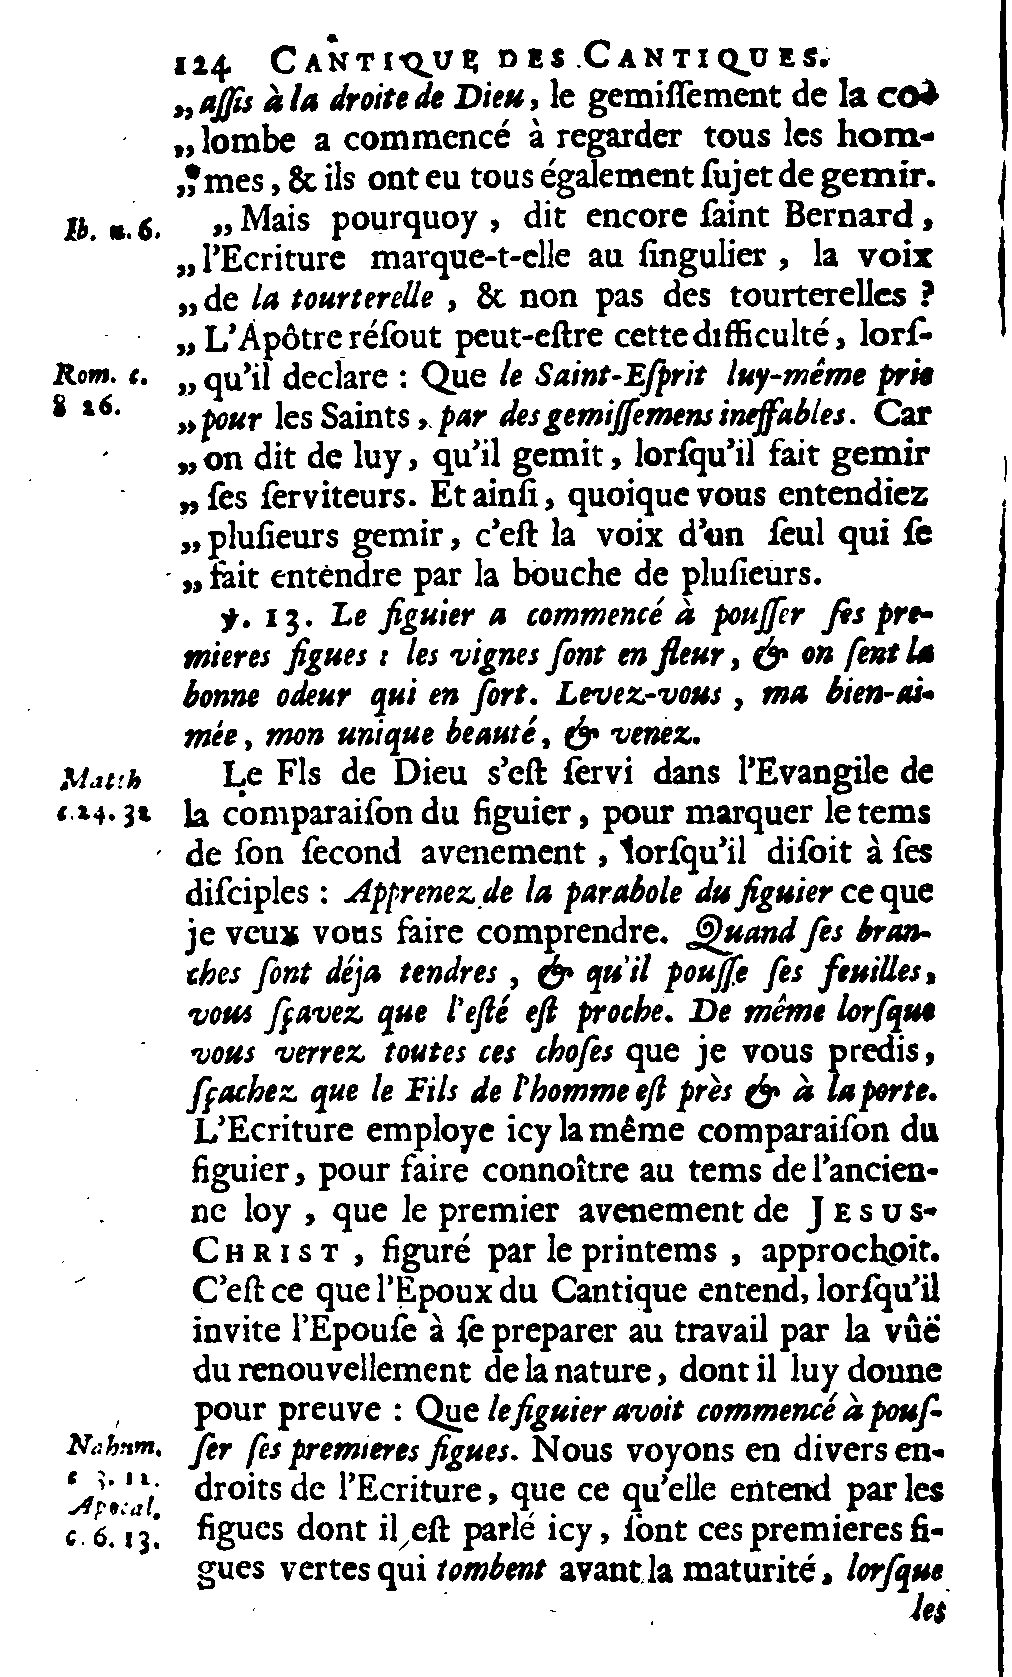 124 CANTIQUE DES CANTIQUES.
„ aſſis à la droite de Dieu, le gemiſſement de la co-
„ lombe a commencé à regarder tous les hom-
„ mes, & ils ont eu tous également ſujet de gemir.
Ib. n. 6. „ Mais pourquoy, dit encore ſaint Bernard,
„ l'Ecriture marque-t-elle au ſingulier, la voix
„ de la tourterelle, & non pas des tourterelles ?
„ L'Apôtre réſout peut-eſtre cette difficulté, lorſ-
Rom. c. „ qu'il declare : Que le Saint-Eſprit luy-même prie
8 26. „ pour les Saints, par des gemiſſemens ineffables. Car
„ on dit de luy, qu'il gemit, lorſqu'il fait gemir
„ ſes ſerviteurs. Et ainſi, quoique vous entendiez
„ pluſieurs gemir, c'eſt la voix d'un ſeul qui ſe
„ fait entendre par la bouche de pluſieurs.
℣. 13. Le figuier a commencé à pouſſer ſes pre-
mieres figues : les vignes ſont en fleur, & on ſent la
bonne odeur qui en ſort. Levez-vous, ma bien-ai-
mée, mon unique beauté, & venez.
Matth Le Fls de Dieu s'eſt ſervi dans l'Evangile de
c.24. 32 la comparaiſon du figuier, pour marquer le tems
de ſon ſecond avenement, lorſqu'il diſoit à ſes
diſciples : Apprenez de la parabole du figuier ce que
je veux vous faire comprendre. Quand ſes bran-
ches ſont déja tendres, & qu'il pouſſe ſes feuilles,
vous ſçavez que l'eſté eſt proche. De même lorſque
vous verrez toutes ces choſes que je vous predis,
ſçachez que le Fils de l'homme eſt près & à la porte.
L'Ecriture employe icy la même comparaiſon du
figuier, pour faire connoître au tems de l'ancien-
ne loy, que le premier avenement de JESUS-
CHRIST, figuré par le printems, approchoit.
C'eſt ce que l'Epoux du Cantique entend, lorſqu'il
invite l'Epouſe à ſe preparer au travail par la vûë
du renouvellement de la nature, dont il luy donne
pour preuve : Que le figuier avoit commencé à pouſ-
Nahum. ſer ſes premieres figues. Nous voyons en divers en-
c 3. 12. droits de l'Ecriture, que ce qu'elle entend par les
Apocal. c. 6. 13. figues dont il eſt parlé icy, ſont ces premieres fi-
gues vertes qui tombent avant la maturité, lorſque
les